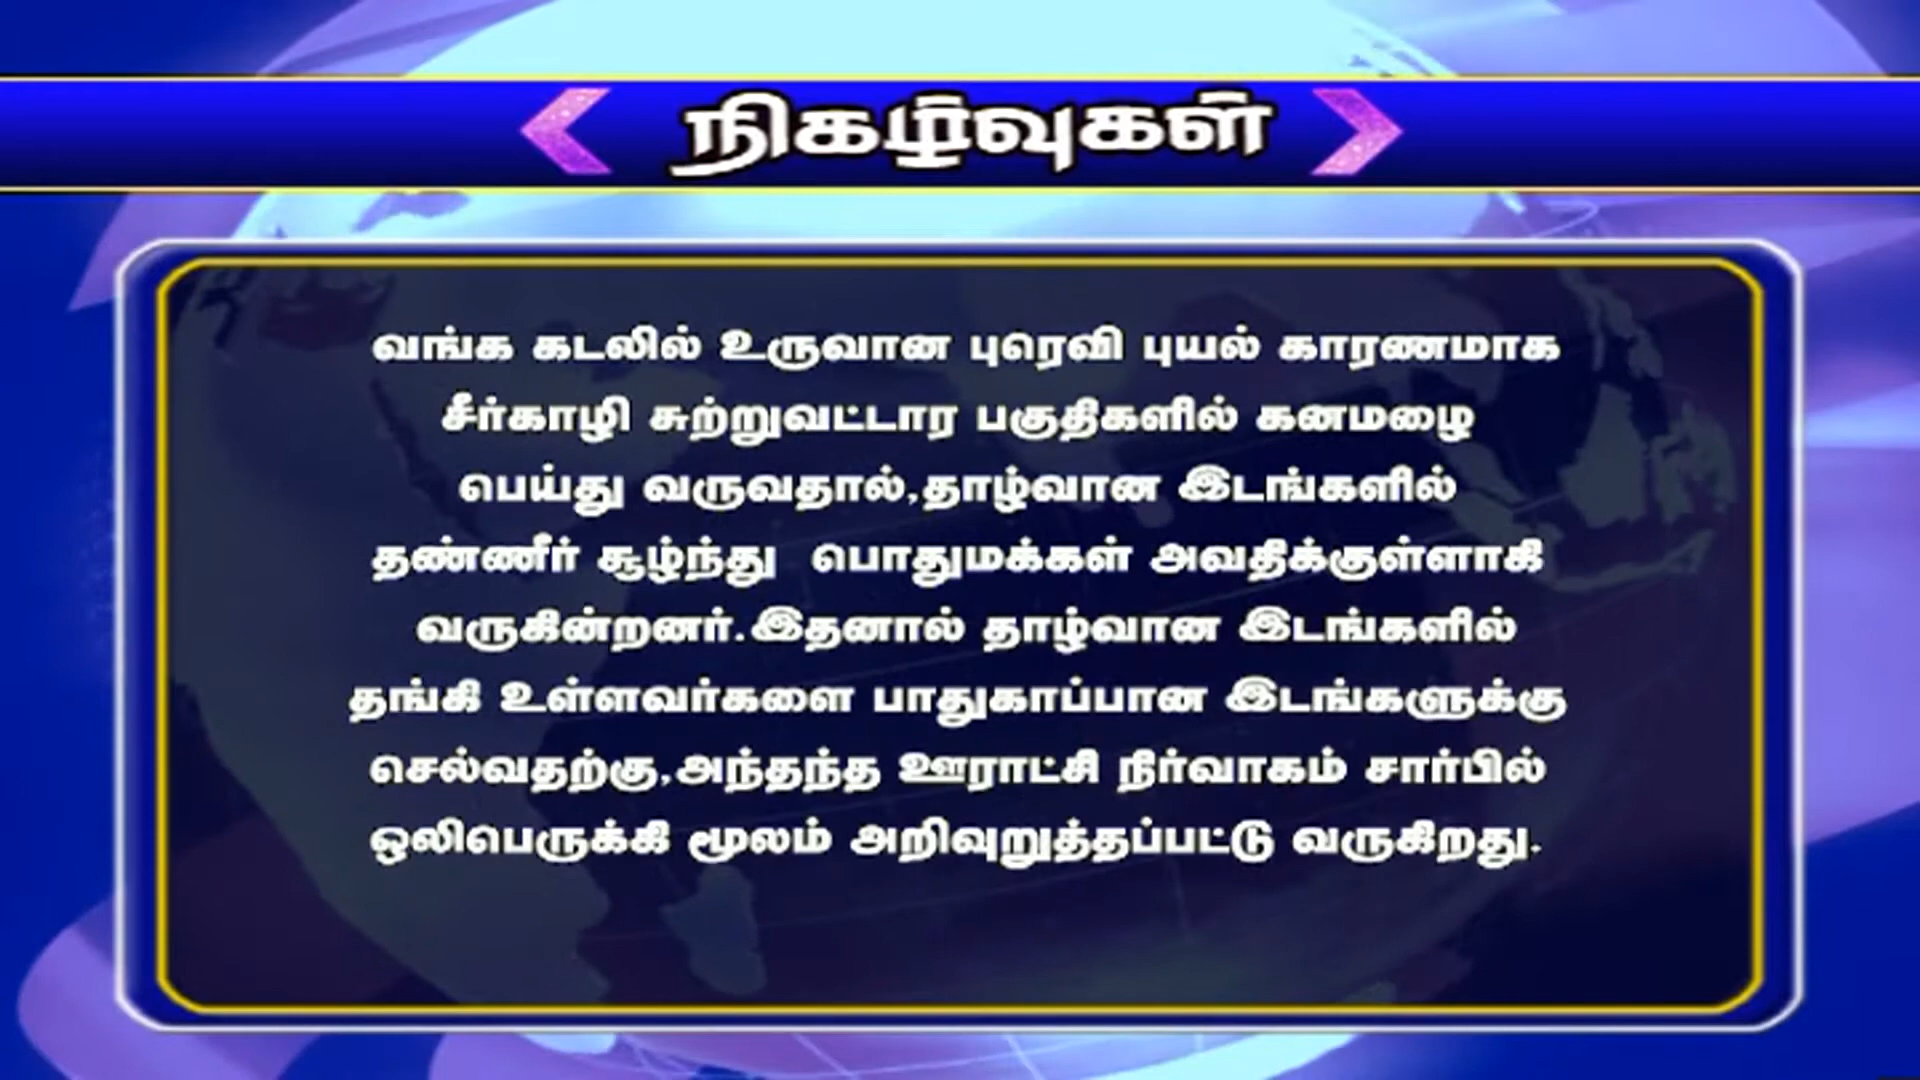 நிகழ்வுகள்
வங்க கடலில் உருவான புரெவி புயல் காரணமாக
சீர்காழி சுற்றுவட்டார பகுதிகளில் கனமழை
பெய்து வருவதால்,தாழ்வான இடங்களில்
தண்ணீர் சூழ்ந்து பொதுமக்கள் அவதிக்குள்ளாகி
வருகின்றனர்.இதனால் தாழ்வான இடங்களில்
தங்கி உள்ளவர்களை பாதுகாப்பான இடங்களுக்கு
செல்வதற்கு,அந்தந்த ஊராட்சி நிர்வாகம் சார்பில்
ஒலிபெருக்கி மூலம் அறிவுறுத்தப்பட்டு வருகிறது.